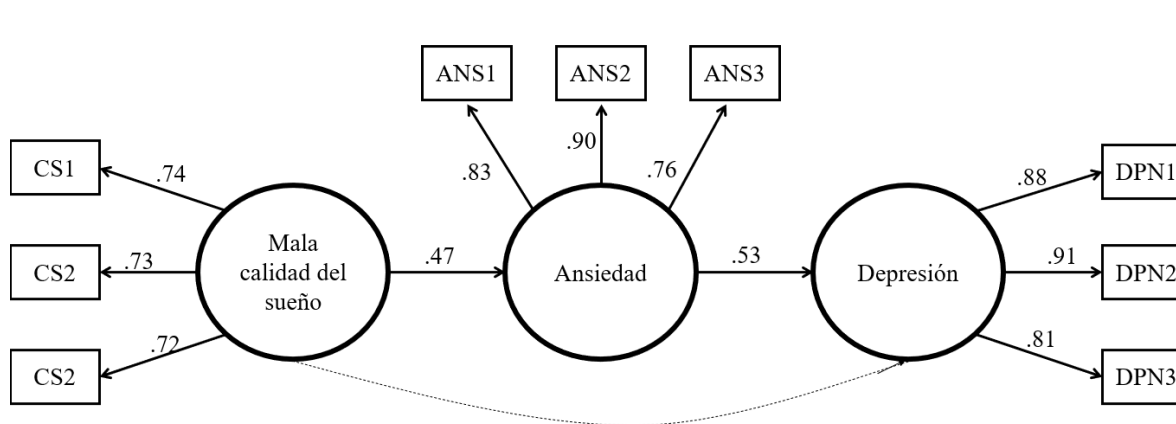 ANS1
ANS2
ANS3
.83
.90
.76
CS1
CS2
CS2
.74
.73
.72
Mala
calidad del
sueño
.47
Ansiedad
.53
Depresión
.88
.91
.81
DPN1
DPN2
DPN3